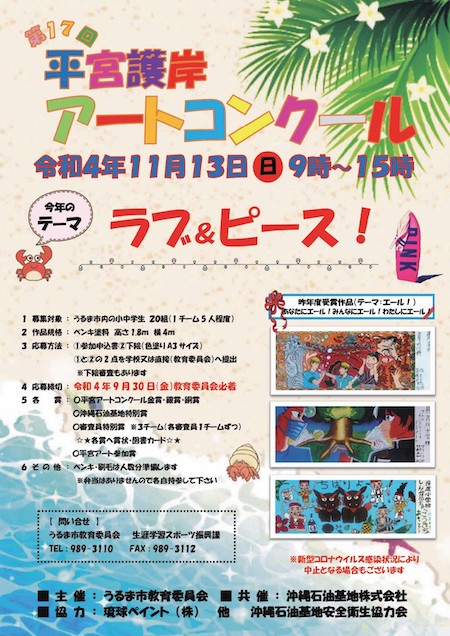 第17回
平宮護岸
アートコンクール
令和4年11月13日 日 9時~15時
今年の
テーマ
ラブ&ピース!
PINK
1 募集対象 : うるま市内の小中学生 20組(1チーム5人程度)
2 作品規格 : ペンキ塗料 高さ1.8m 横4m
3 応募方法 : ①参加申込書②下絵(色塗りA3サイズ)
①と②の2点を学校又は直接(教育委員会)へ提出
※下絵審査もあります
4 応募締切 : 令和4年9月30日(金)教育委員会必着
5 各 賞 : 〇平宮アートコンクール金賞・銀賞・銅賞
〇沖縄石油基地特別賞
〇審査員特別賞 ※3チーム(各審査員1チームずつ)
☆★各賞へ賞状・図書カード☆★
〇平宮アート参加賞
6 その他 : ペンキ・刷毛は人数分準備します
※弁当はありませんので各自持参して下さい
昨年度受賞作品(テーマ:エール!)
あなたにエール!みんなにエール!わたしにエール!
【 問い合せ 】
うるま市教育委員会 生涯学習スポーツ振興課
TEL:989-3110 FAX:989-3112
※新型コロナウイルス感染状況により
中止となる場合もございます
■ 主 催 : うるま市教育委員会 ■ 共 催 : 沖縄石油基地株式会社
■ 協 力 : 琉球ペイント(株) 他 沖縄石油基地安全衛生協力会